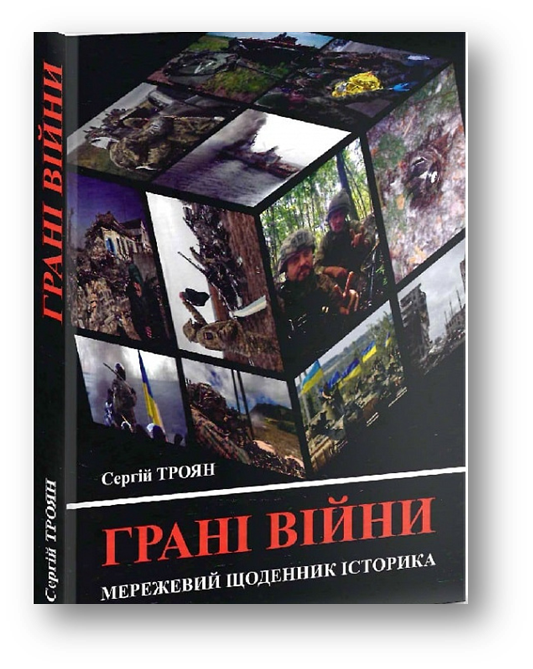 ГРАНІ ВІЙНИ
Сергій ТРОЯН
Сергій ТРОЯН
ГРАНІ ВІЙНИ
МЕРЕЖЕВИЙ ЩОДЕННИК ІСТОРИКА